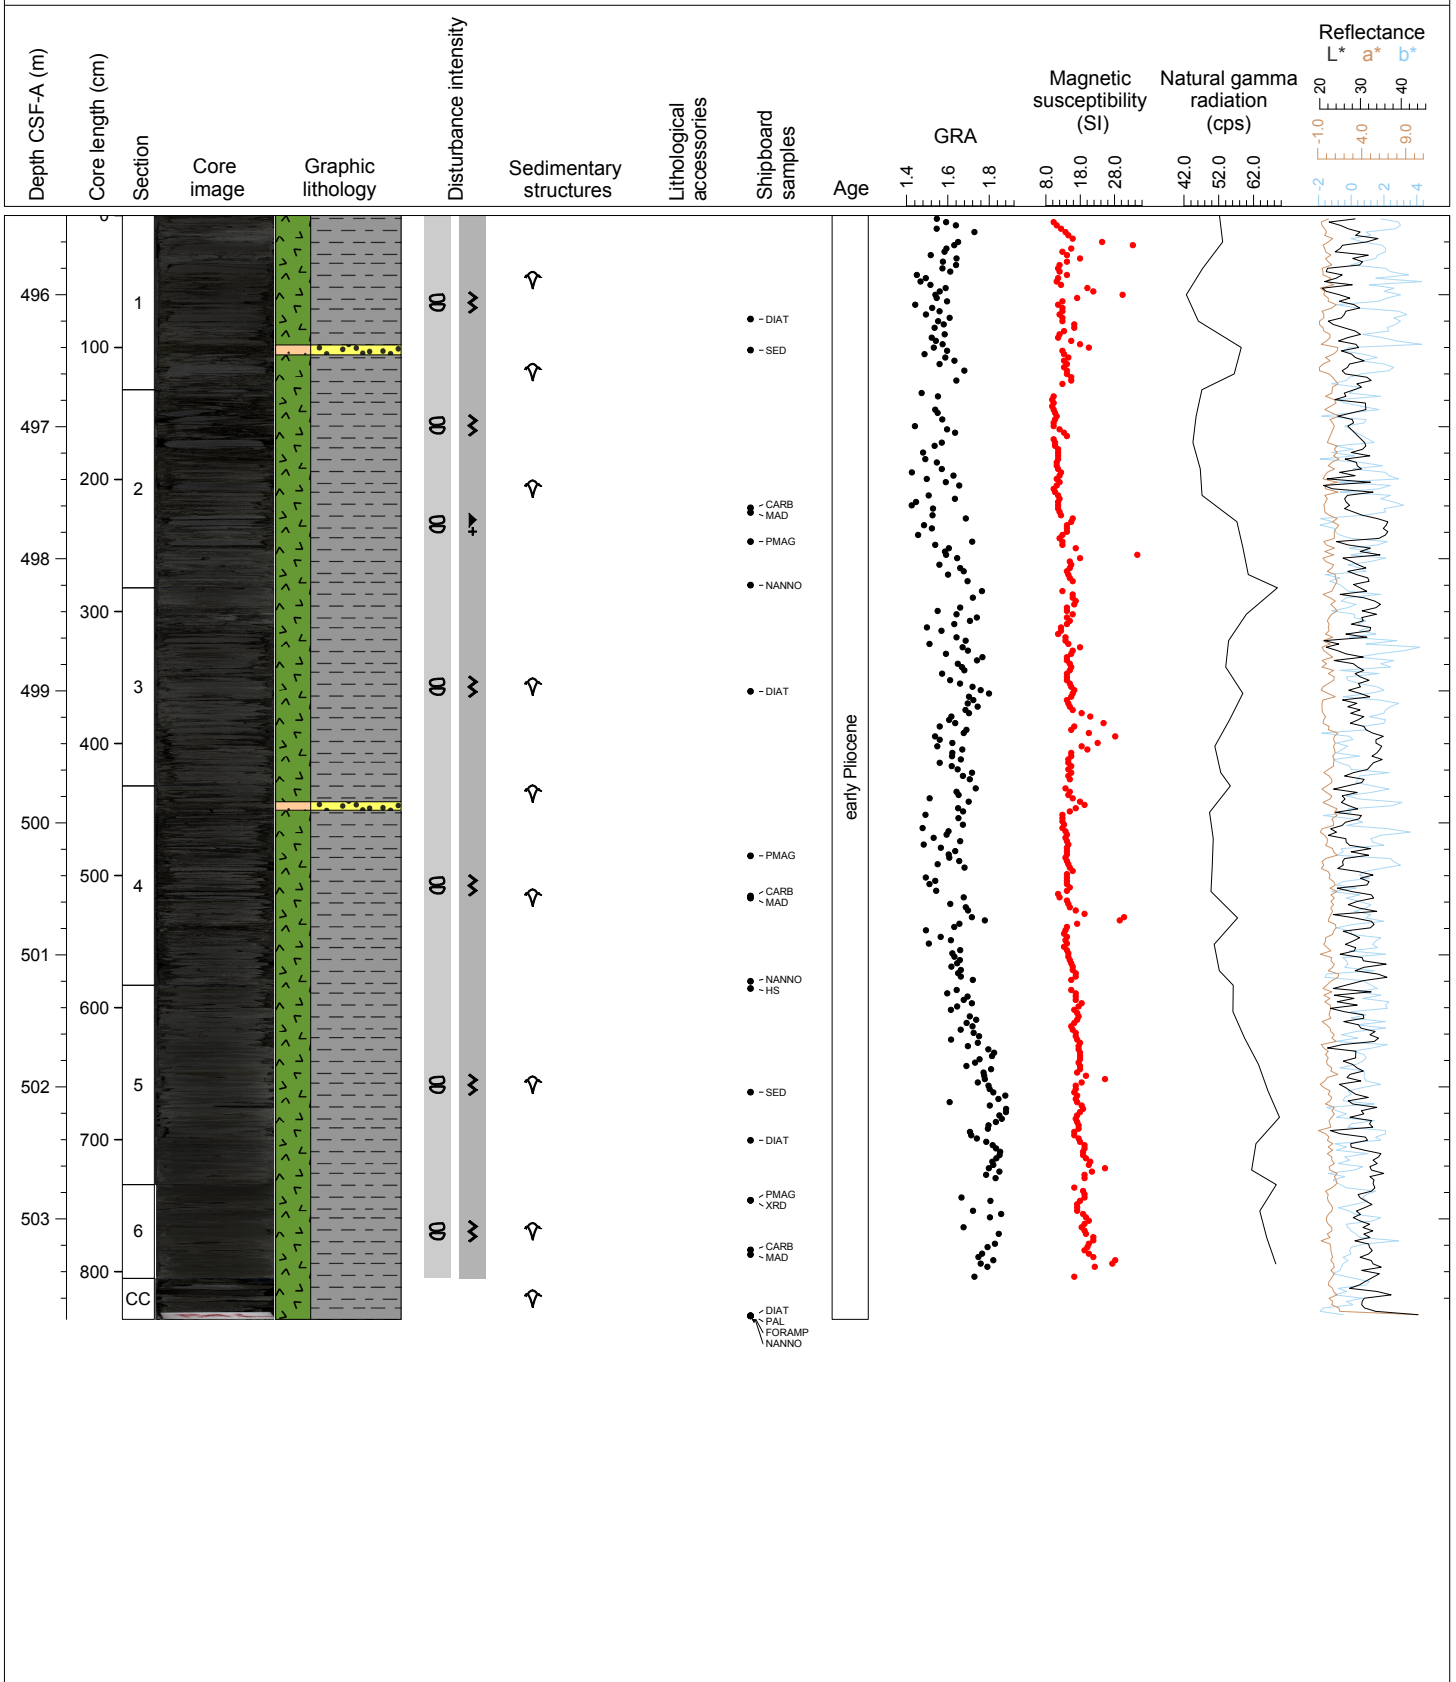 Depth CSF-A (m)
Core length (cm)
Section
Core
image
Graphic
lithology
Disturbance intensity
Sedimentary
structures
Lithological
accessories
Shipboard
samples
Age
GRA
1.4 1.6 1.8
Magnetic
susceptibility
(SI)
8.0 18.0 28.0
Natural gamma
radiation
(cps)
42.0 52.0 62.0
Reflectance
L* a* b*
20 30 40
-1.0 4.0 9.0
-2 0 2 4
496
497
498
499
500
501
502
503
0
100
200
300
400
500
600
700
800
1
2
3
4
5
6
CC
DIAT
SED
CARB
MAD
PMAG
NANNO
DIAT
PMAG
CARB
MAD
NANNO
HS
SED
DIAT
PMAG
XRD
CARB
MAD
DIAT
PAL
FORAMP
NANNO
early Pliocene